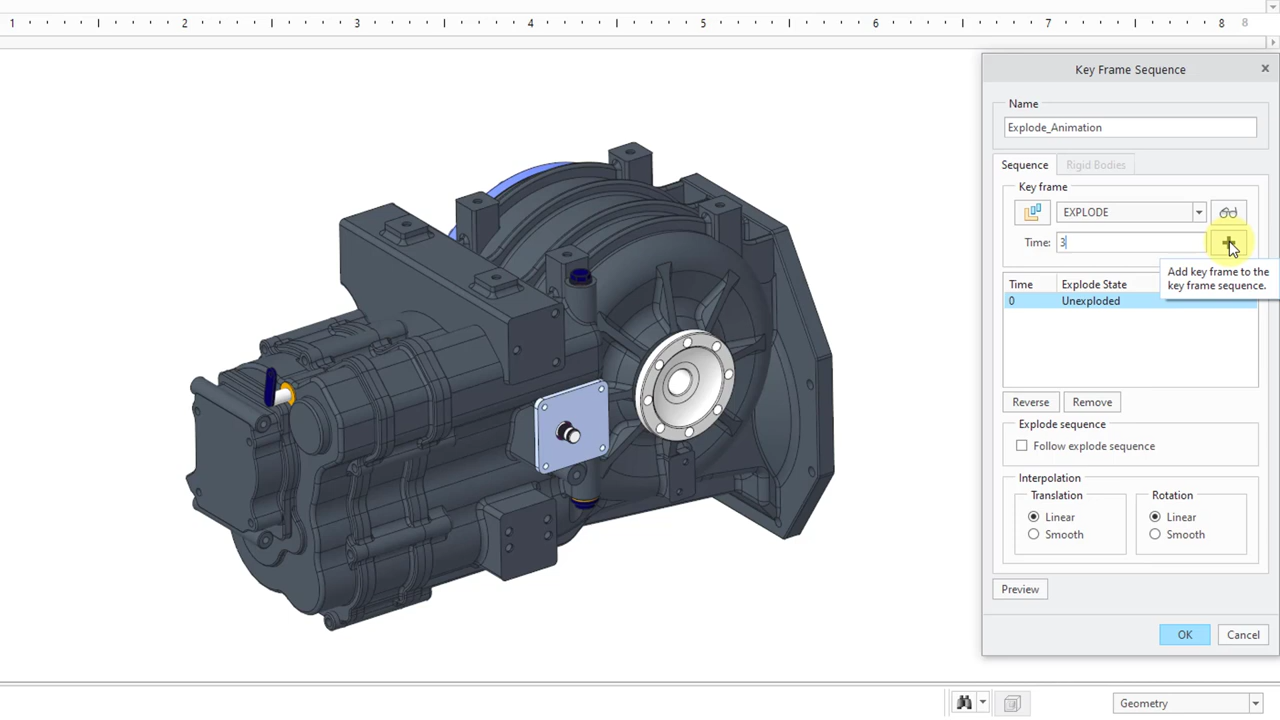 1 2 3 4 5 6 7 8 8
Key Frame Sequence
Name
Explode_Animation
Sequence Rigid Bodies
Key frame
EXPLODE
Time: 3
Add key frame to the
key frame sequence.
Time Explode State
0 Unexploded
Reverse Remove
Explode sequence
Follow explode sequence
Interpolation
Translation Rotation
Linear Linear
Smooth Smooth
Preview
OK Cancel
Geometry